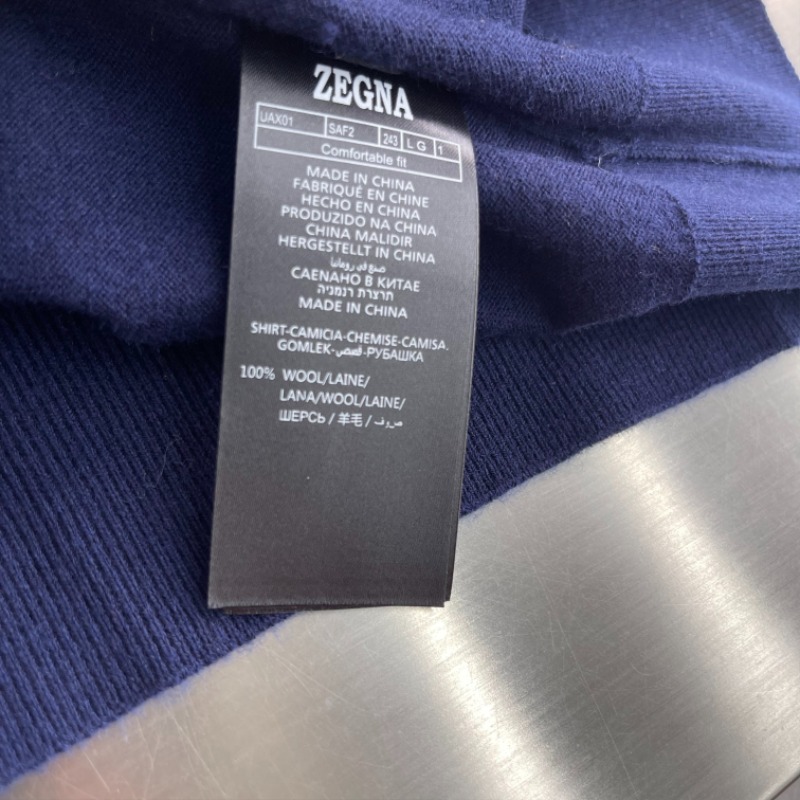 ZEGNA
UAX01 SAF2 243 L G 1
Comfortable fit
MADE IN CHINA
FABRIQUÉ EN CHINE
HECHO EN CHINA
PRODUZIDO NA CHINA
CHINA MALIDIR
HERGESTELLT IN CHINA
صنع في رومانيا
CAEΛAHO B КИТАЕ
תוצרת רומניה
MADE IN CHINA
SHIRT-CAMICIA-CHEMISE-CAMISA.
GOMLEK-قميص-РУБАШКА
100% WOOL/LAINE/
LANA/WOOL/LAINE/
ШЕРСЬ / 羊毛 / صوف